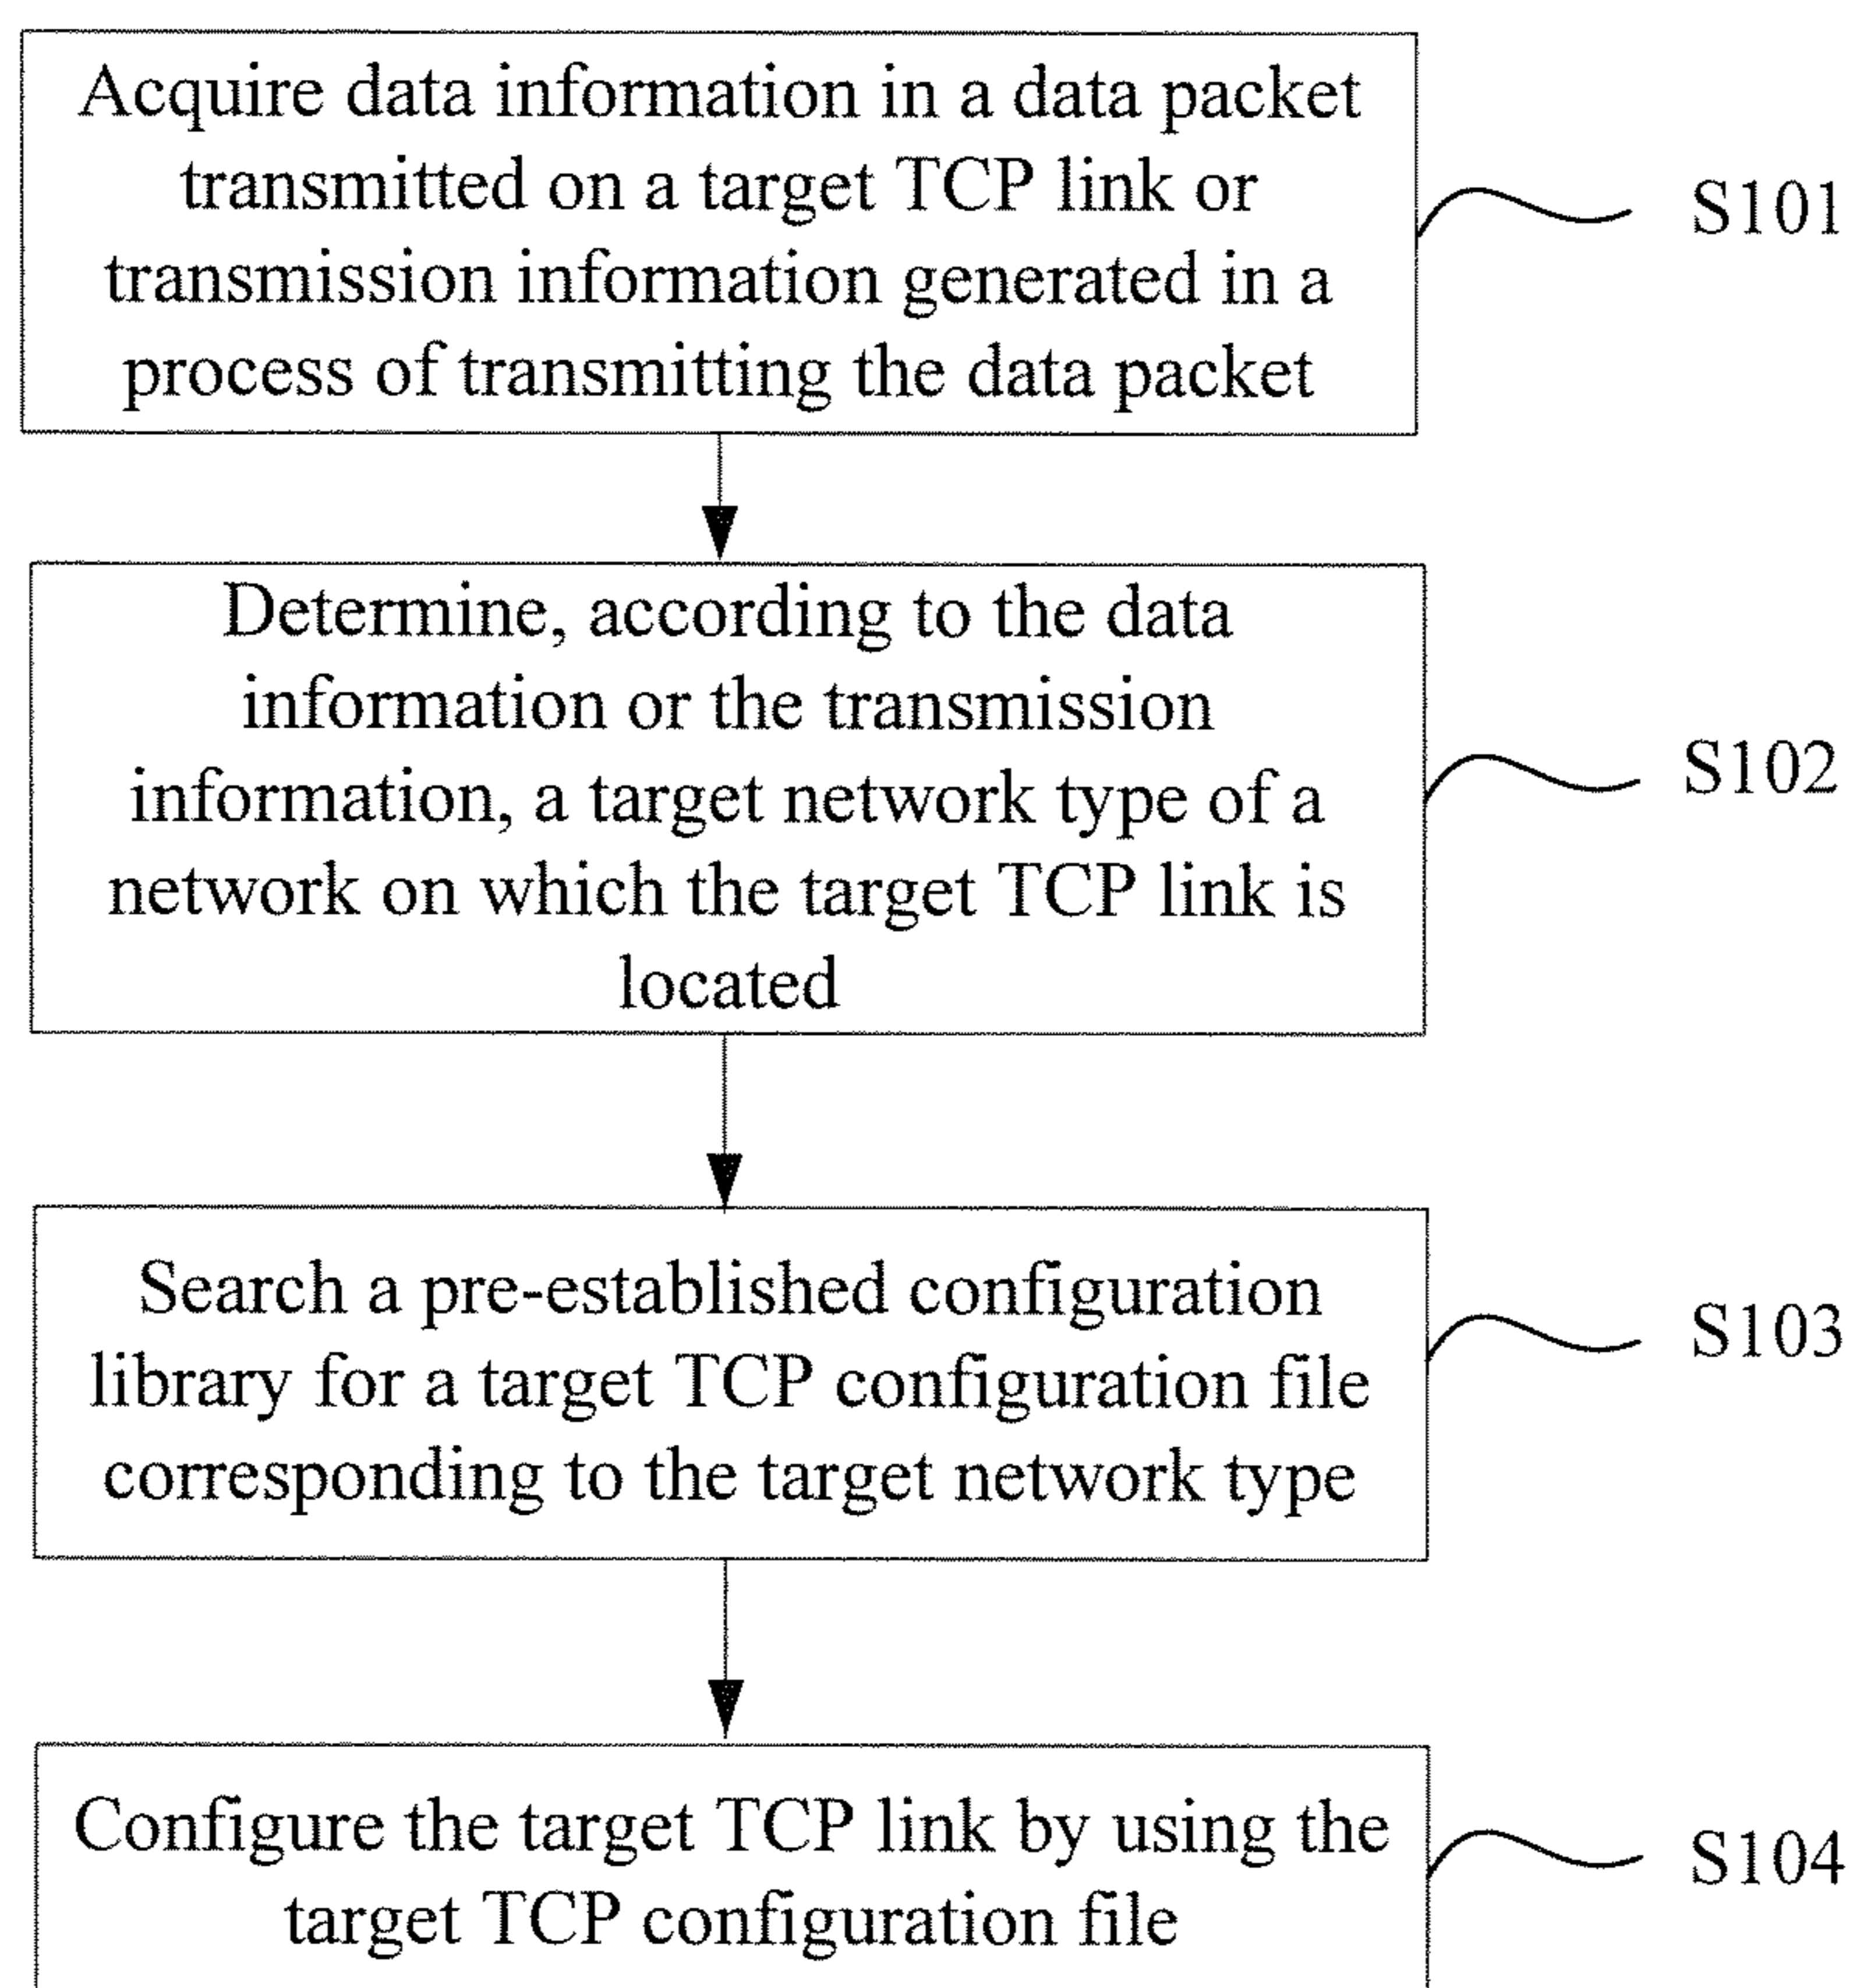 Acquire data information in a data packet
transmitted on a target TCP link or
transmission information generated in a
process of transmitting the data packet
S101
Determine, according to the data
information or the transmission
information, a target network type of a
network on which the target TCP link is
located
S102
Search a pre-established configuration
library for a target TCP configuration file
corresponding to the target network type
S103
Configure the target TCP link by using the
target TCP configuration file
S104